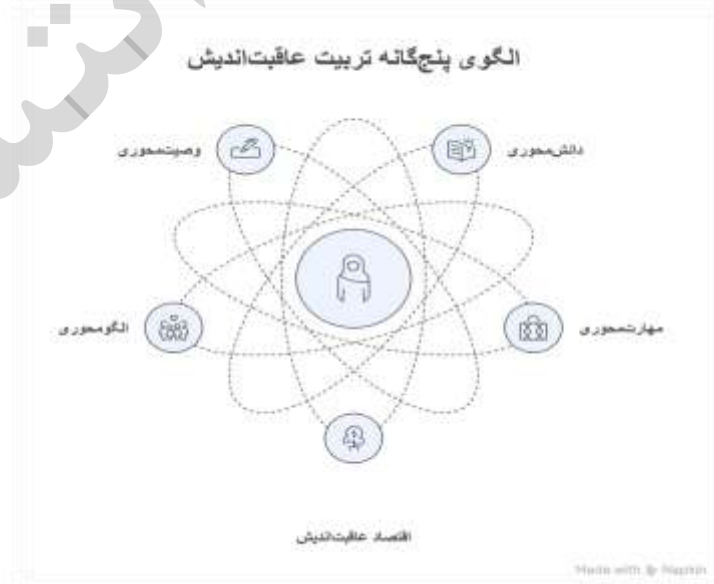 الگوی پنج‌گانه تربیت عاقبت‌اندیش
دانش‌محوری
وصیت‌محوری
مهارت‌محوری
الگومحوری
اقتصاد عاقبت‌اندیش
Made with Napkin